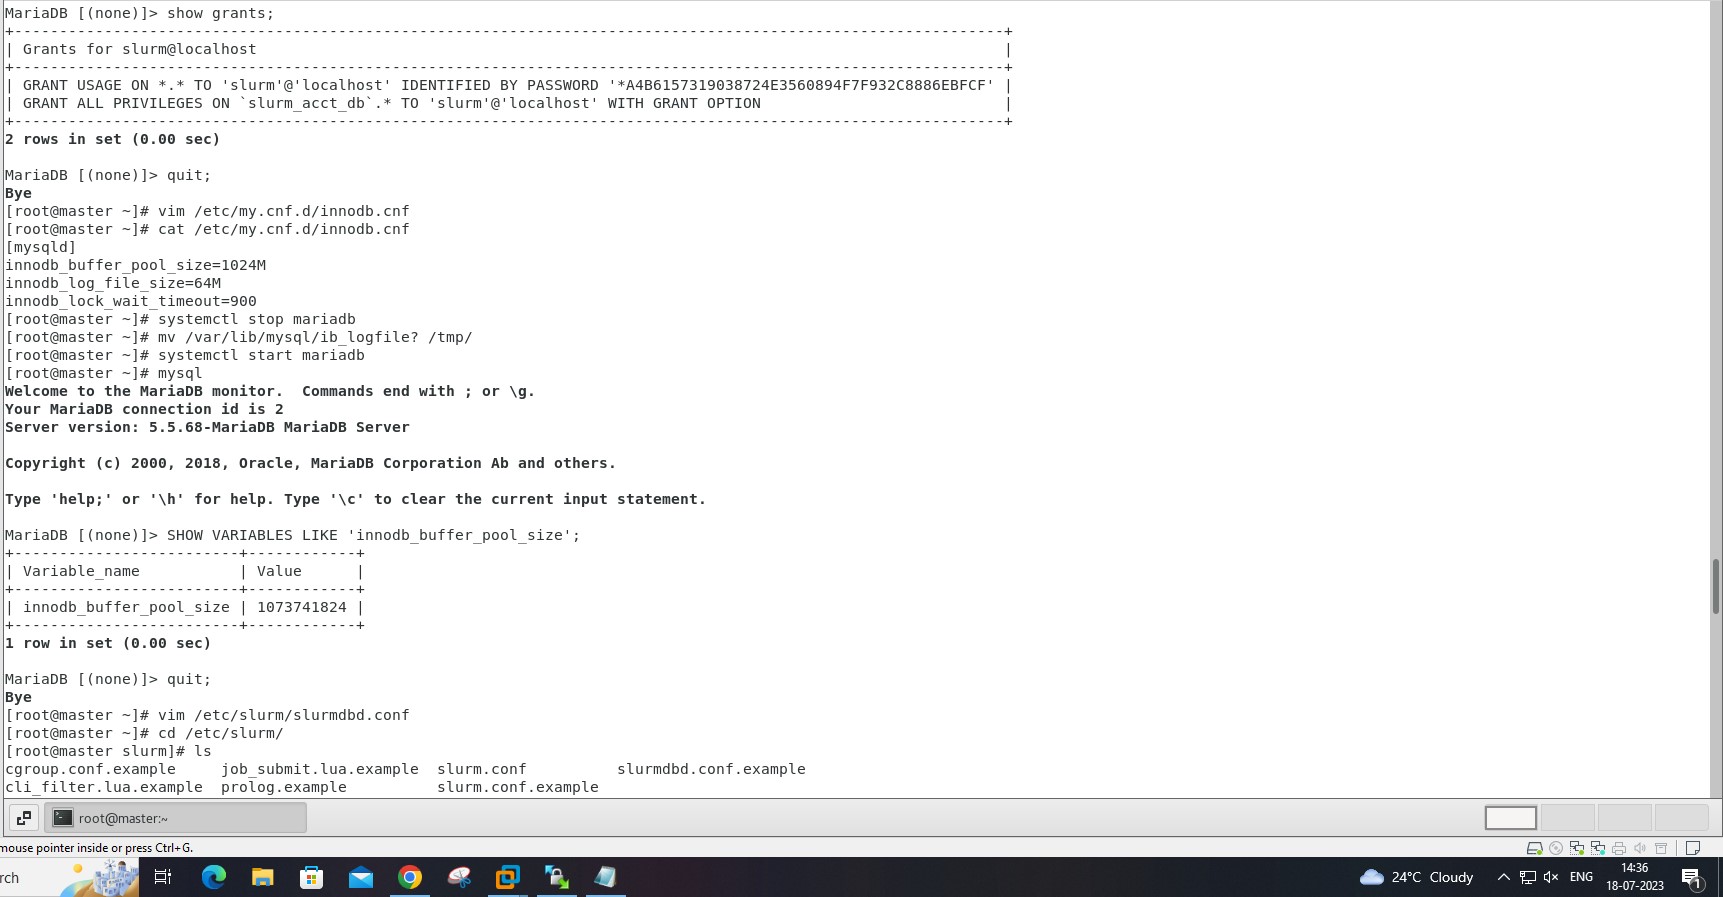 MariaDB [(none)]> show grants;
+--------------------------------------------------------------------------------------------------------------+
| Grants for slurm@localhost                                                                                   |
+--------------------------------------------------------------------------------------------------------------+
| GRANT USAGE ON *.* TO 'slurm'@'localhost' IDENTIFIED BY PASSWORD '*A4B6157319038724E3560894F7F932C8886EBFCF' |
| GRANT ALL PRIVILEGES ON `slurm_acct_db`.* TO 'slurm'@'localhost' WITH GRANT OPTION                           |
+--------------------------------------------------------------------------------------------------------------+
2 rows in set (0.00 sec)

MariaDB [(none)]> quit;
Bye
[root@master ~]# vim /etc/my.cnf.d/innodb.cnf
[root@master ~]# cat /etc/my.cnf.d/innodb.cnf
[mysqld]
innodb_buffer_pool_size=1024M
innodb_log_file_size=64M
innodb_lock_wait_timeout=900
[root@master ~]# systemctl stop mariadb
[root@master ~]# mv /var/lib/mysql/ib_logfile? /tmp/
[root@master ~]# systemctl start mariadb
[root@master ~]# mysql
Welcome to the MariaDB monitor.  Commands end with ; or \g.
Your MariaDB connection id is 2
Server version: 5.5.68-MariaDB MariaDB Server

Copyright (c) 2000, 2018, Oracle, MariaDB Corporation Ab and others.

Type 'help;' or '\h' for help. Type '\c' to clear the current input statement.

MariaDB [(none)]> SHOW VARIABLES LIKE 'innodb_buffer_pool_size';
+-------------------------+------------+
| Variable_name           | Value      |
+-------------------------+------------+
| innodb_buffer_pool_size | 1073741824 |
+-------------------------+------------+
1 row in set (0.00 sec)

MariaDB [(none)]> quit;
Bye
[root@master ~]# vim /etc/slurm/slurmdbd.conf
[root@master ~]# cd /etc/slurm/
[root@master slurm]# ls
cgroup.conf.example     job_submit.lua.example  slurm.conf          slurmdbd.conf.example
cli_filter.lua.example  prolog.example          slurm.conf.example
root@master:~
mouse pointer inside or press Ctrl+G.
rch
24°C Cloudy
ENG
14:36
18-07-2023
1